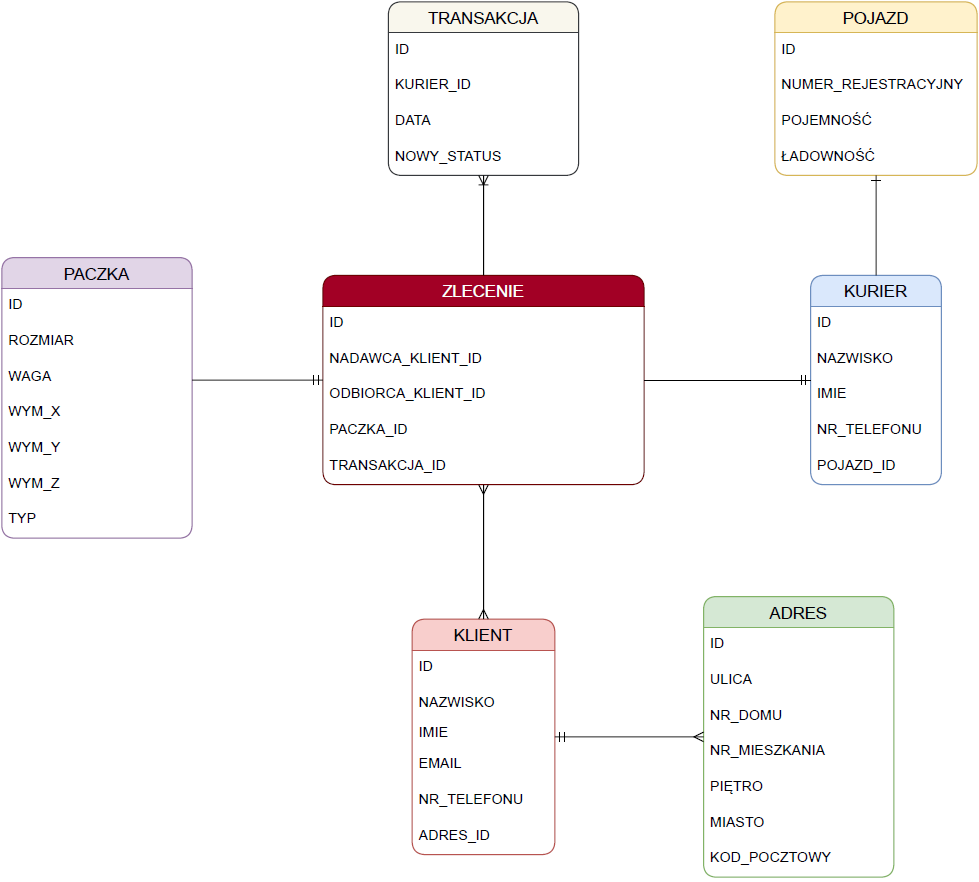 TRANSAKCJA
ID
KURIER_ID
DATA
NOWY_STATUS
POJAZD
ID
NUMER_REJESTRACYJNY
POJEMNOŚĆ
ŁADOWNOŚĆ
PACZKA
ID
ROZMIAR
WAGA
WYM_X
WYM_Y
WYM_Z
TYP
ZLECENIE
ID
NADAWCA_KLIENT_ID
ODBIORCA_KLIENT_ID
PACZKA_ID
TRANSAKCJA_ID
KURIER
ID
NAZWISKO
IMIE
NR_TELEFONU
POJAZD_ID
KLIENT
ID
NAZWISKO
IMIE
EMAIL
NR_TELEFONU
ADRES_ID
ADRES
ID
ULICA
NR_DOMU
NR_MIESZKANIA
PIĘTRO
MIASTO
KOD_POCZTOWY